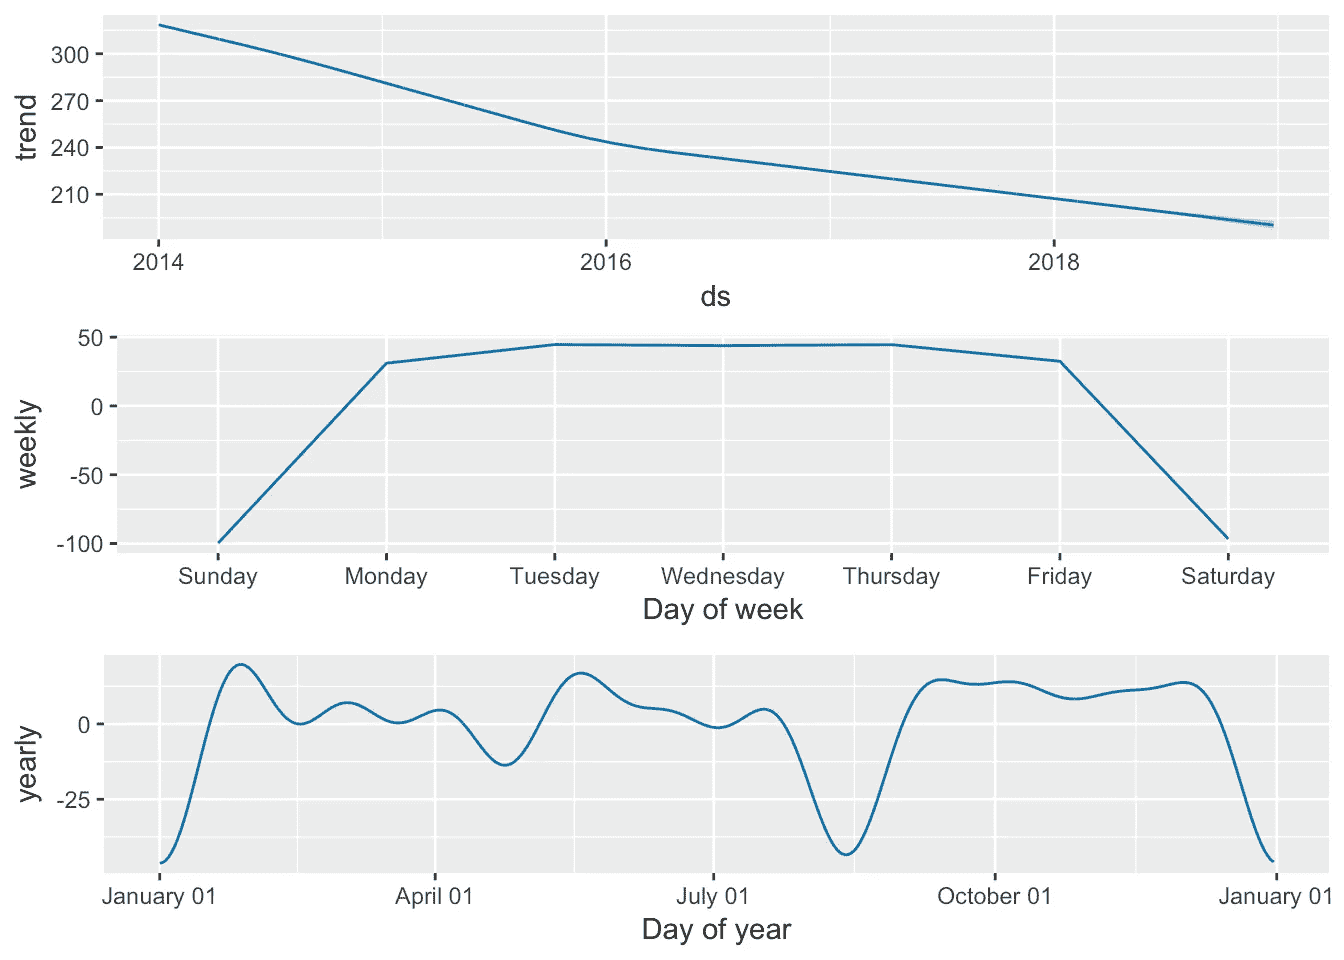 300
270
240
210
trend
2014 2016 2018
ds
50
0
-50
-100
weekly
Sunday Monday Tuesday Wednesday Thursday Friday Saturday
Day of week
0
-25
yearly
January 01 April 01 July 01 October 01 January 01
Day of year